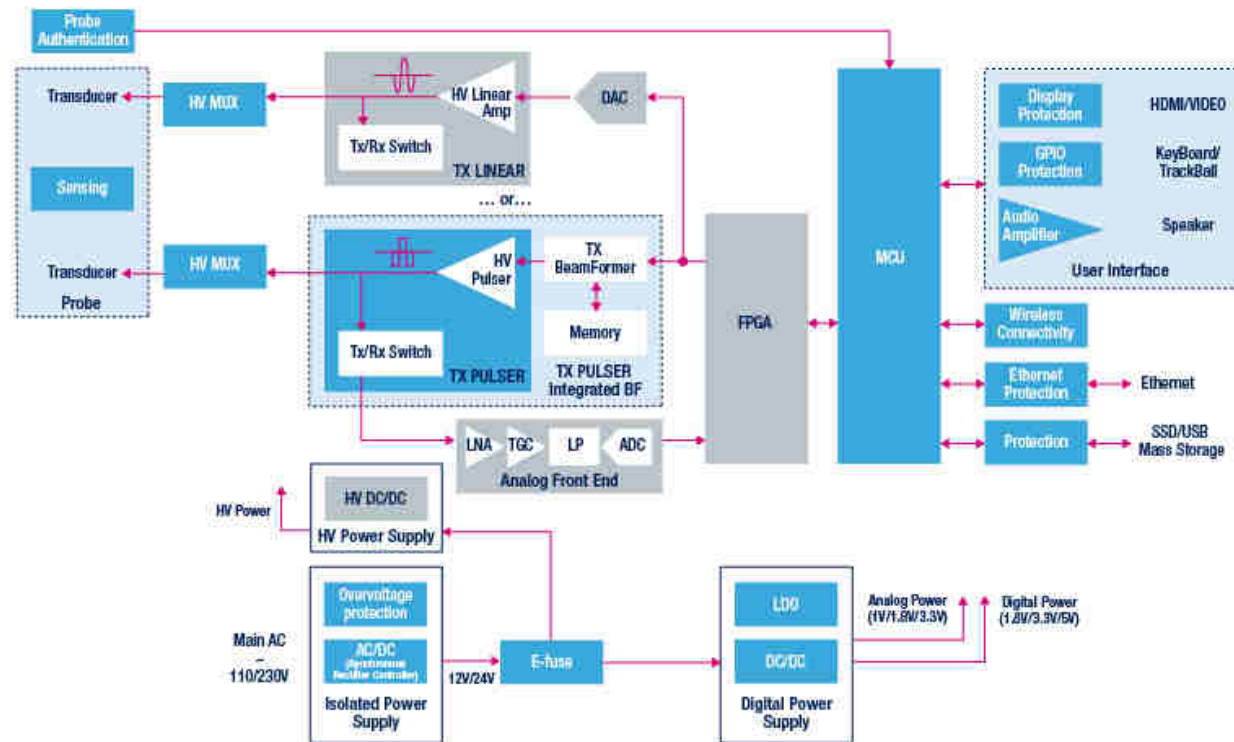 Probe
Authentication
Transducer
HV MUX
HV Linear
Amp
DAC
Tx/Rx Switch
TX LINEAR
... or...
Sensing
Transducer
Probe
HV MUX
HV
Pulser
TX
BeamFormer
Memory
Tx/Rx Switch
TX PULSER
TX PULSER
Integrated BF
LNA
TGC
LP
ADC
Analog Front End
FPGA
MCU
Display
Protection
HDMI/VIDEO
GPIO
Protection
KeyBoard/
TrackBall
Audio
Amplifier
Speaker
User Interface
Wireless
Connectivity
Ethernet
Protection
Ethernet
Protection
SSD/USB
Mass Storage
HV Power
HV DC/DC
HV Power Supply
Overvoltage
protection
Main AC
~
110/230V
AC/DC
(Synchronous
Rectifier Controller)
Isolated Power
Supply
12V/24V
E-fuse
LDO
DC/DC
Digital Power
Supply
Analog Power
(1V/1.8V/3.3V)
Digital Power
(1.8V/3.3V/5V)